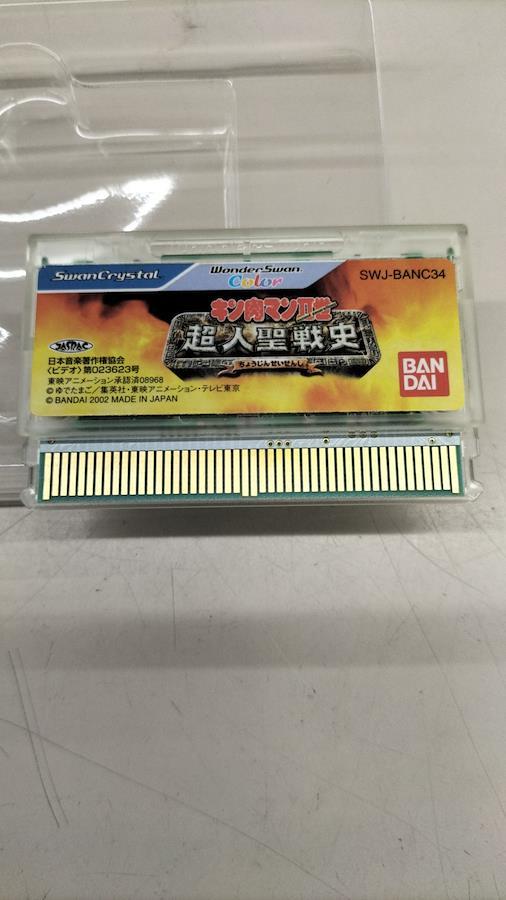 SwanCrystal
WonderSwan Color
SWJ-BANC34
キン肉マンII世
超人聖戦史
ちょうじんせいせんし
JASRAC
日本音楽著作権協会
〈ビデオ〉第023623号
東映アニメーション承認済08968
©ゆでたまご/集英社・東映アニメーション・テレビ東京
© BANDAI 2002 MADE IN JAPAN
BAN
DAI